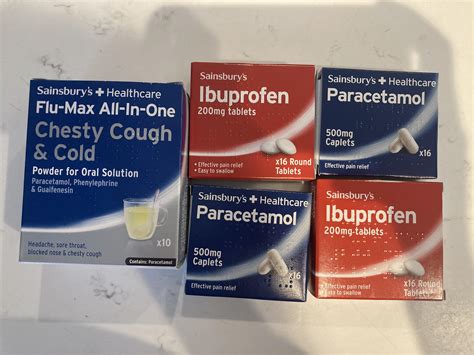 Sainsbury's + Healthcare
Flu-Max All-In-One
Chesty Cough
& Cold
Powder for Oral Solution
Paracetamol, Phenylephrine
& Guaifenesin
x10
Headache, sore throat,
blocked nose & chesty cough
Contains: Paracetamol
Sainsbury's + Healthcare
Ibuprofen
200mg tablets
• Effective pain relief
• Easy to swallow
x16 Round
Tablets
Sainsbury's + Healthcare
Paracetamol
500mg
Caplets
x16
Effective pain relief
Sainsbury's + Healthcare
Paracetamol
500mg
Caplets
x16
Effective pain relief
Sainsbury's + Healthcare
Ibuprofen
200mg tablets
• Effective pain relief
• Easy to swallow
x16 Round
Tablets